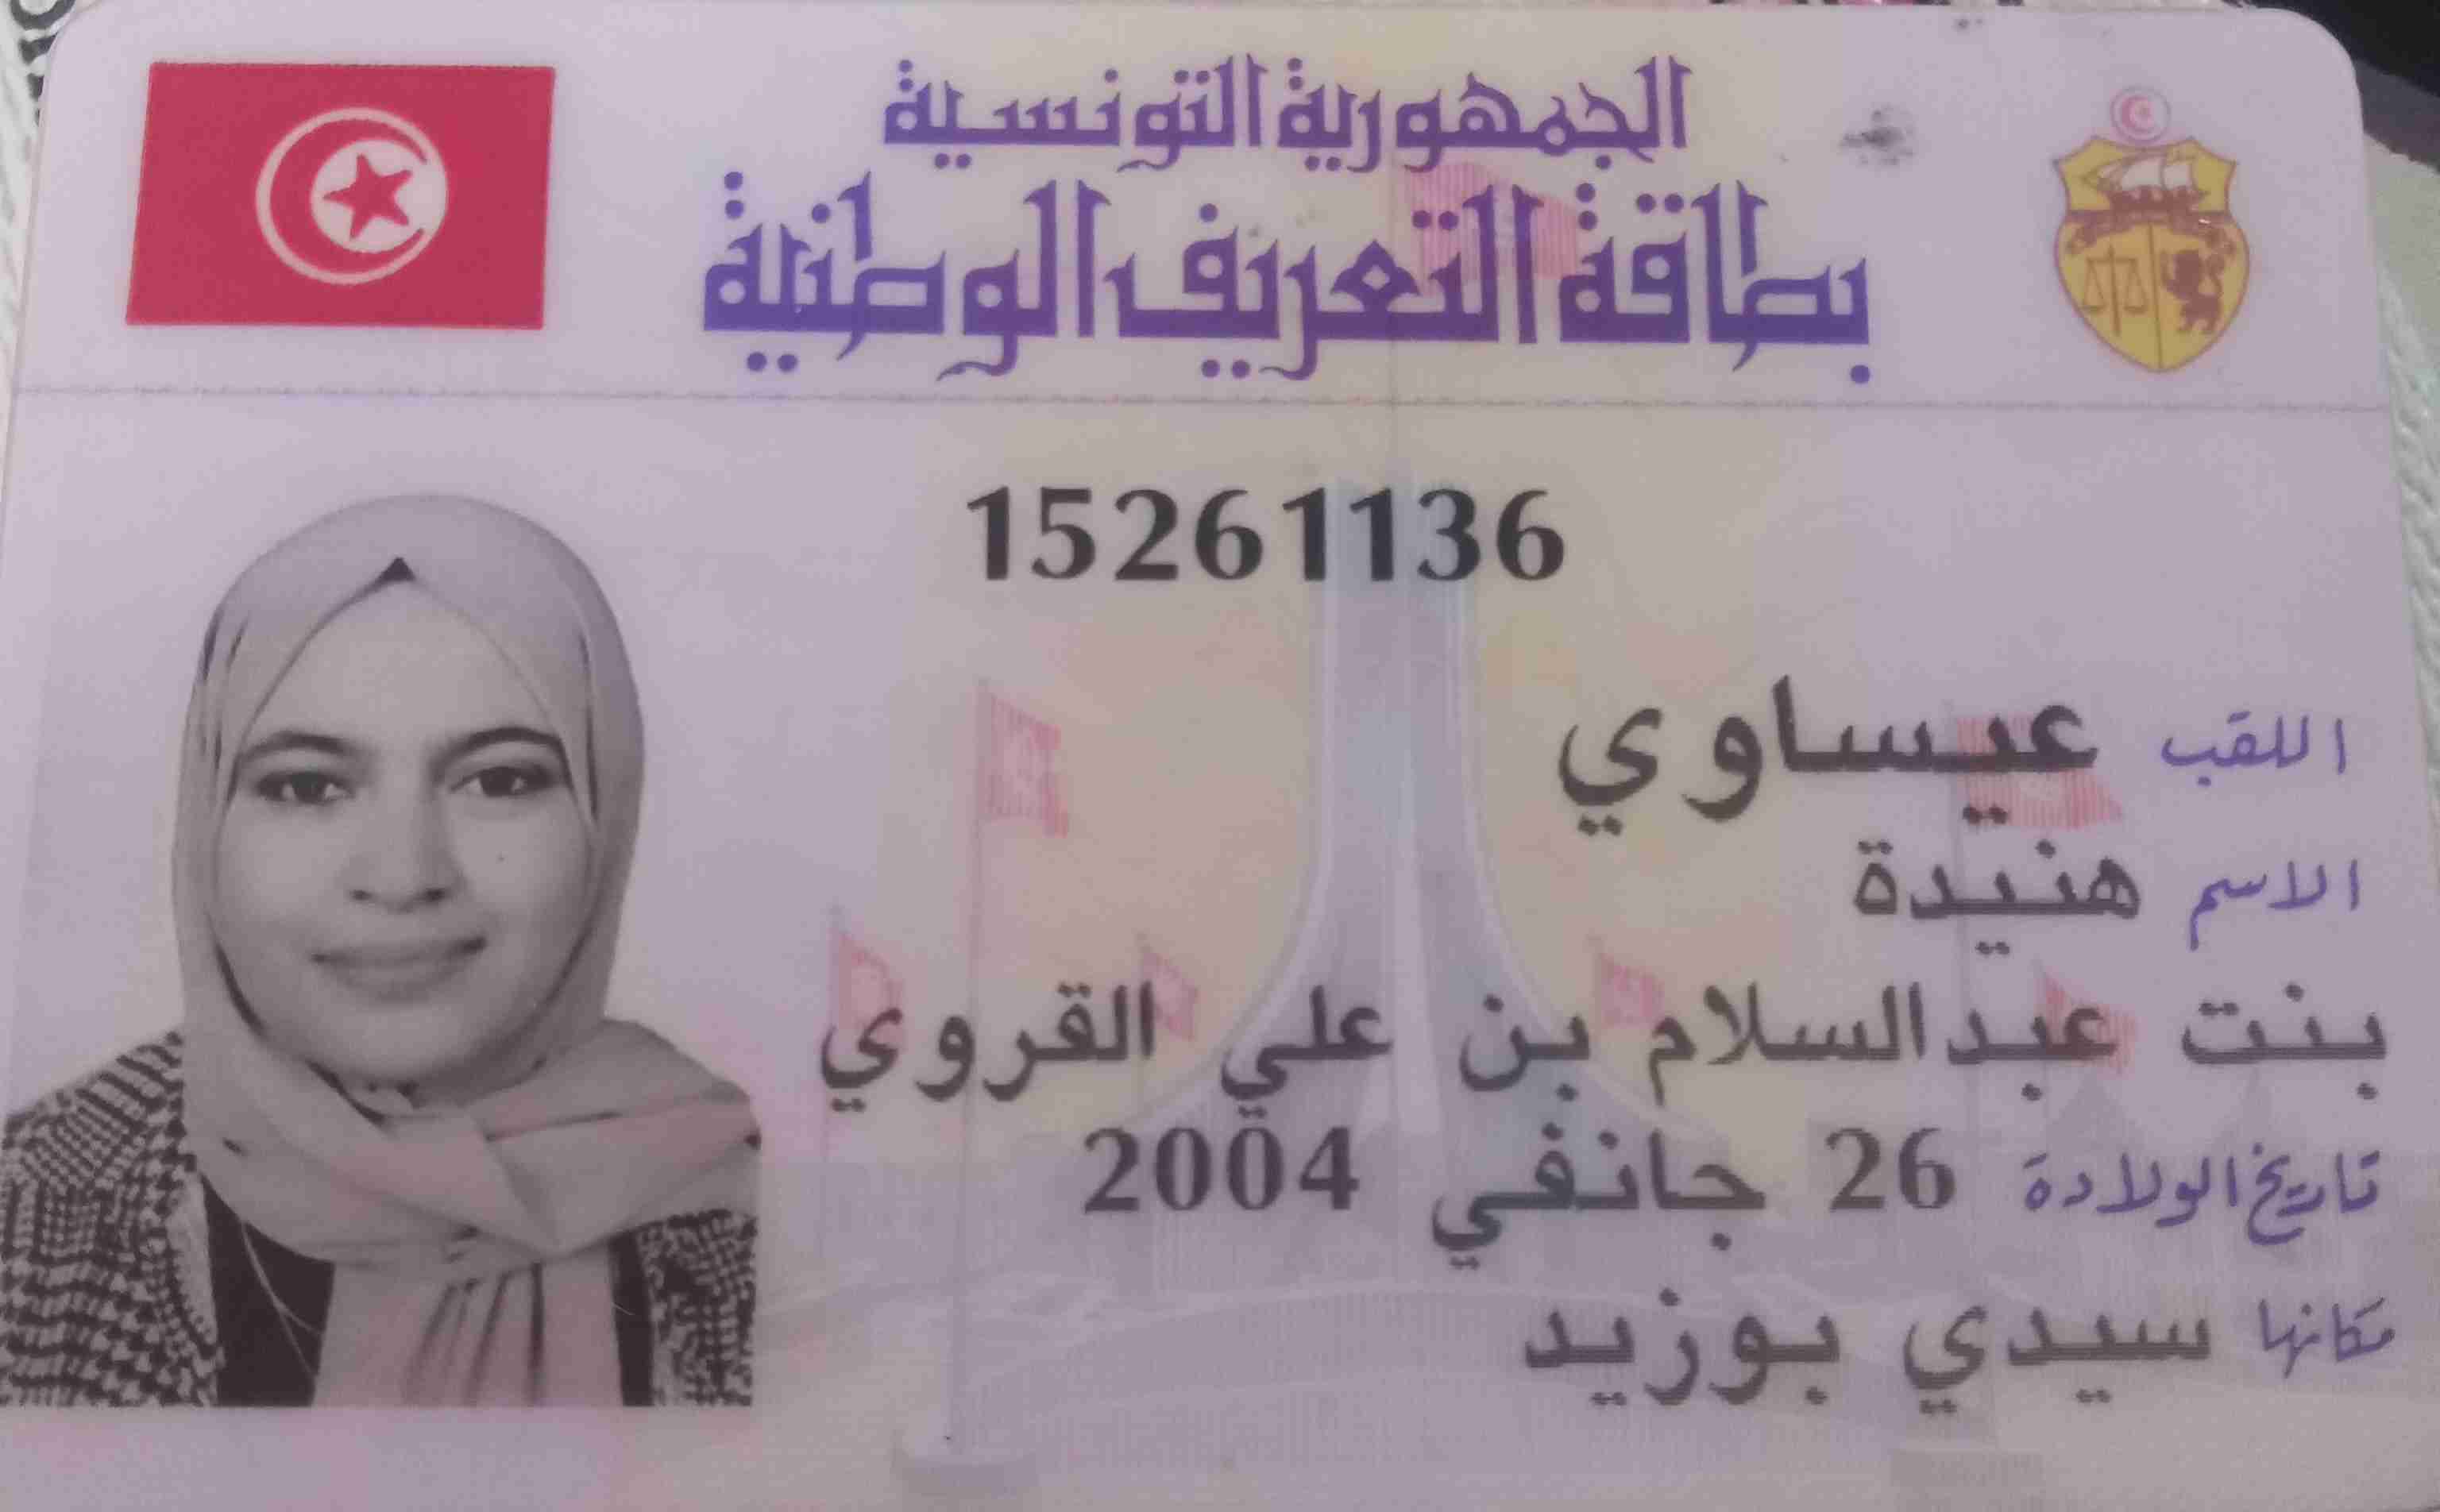 الجمهورية التونسية
بطاقة التعريف الوطنية
15261136
اللقب عيساوي
الاسم هنيدة
بنت عبدالسلام بن علي القروي
تاريخ الولادة 26 جانفي 2004
مكانها سيدي بوزيد